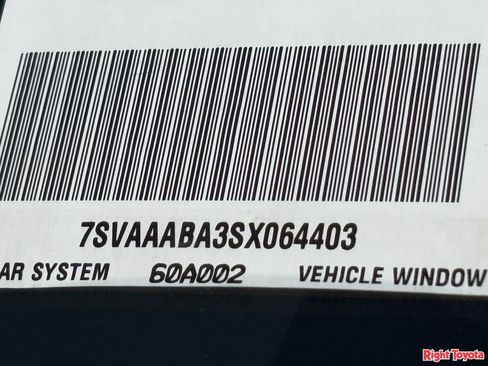 7SVAAABA3SX064403
AR SYSTEM 60A002 VEHICLE WINDOW
Right Toyota